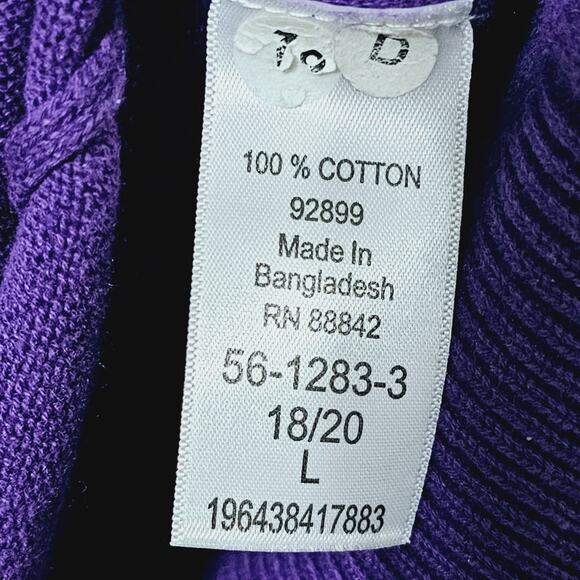 D
100 % COTTON
92899
Made In
Bangladesh
RN 88842
56-1283-3
18/20
L
196438417883